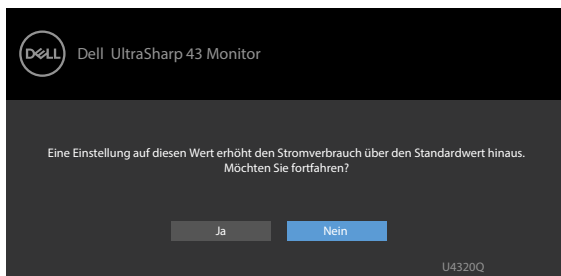 DELL
Dell UltraSharp 43 Monitor
Eine Einstellung auf diesen Wert erhöht den Stromverbrauch über den Standardwert hinaus.
Möchten Sie fortfahren?
Ja Nein
U4320Q